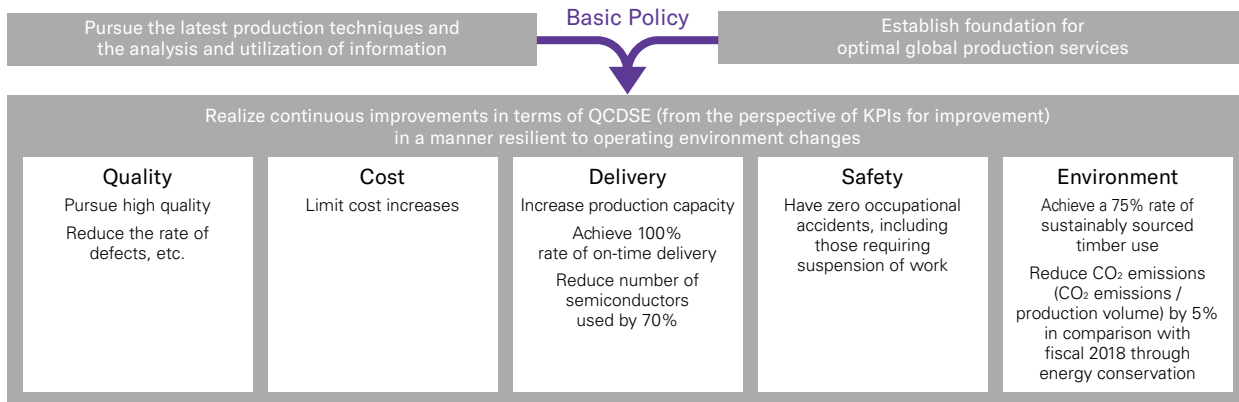 Basic Policy
Pursue the latest production techniques and
the analysis and utilization of information
Establish foundation for
optimal global production services
Realize continuous improvements in terms of QCDSE (from the perspective of KPIs for improvement)
in a manner resilient to operating environment changes
Quality
Pursue high quality
Reduce the rate of
defects, etc.
Cost
Limit cost increases
Delivery
Increase production capacity
Achieve 100%
rate of on-time delivery
Reduce number of
semiconductors
used by 70%
Safety
Have zero occupational
accidents, including
those requiring
suspension of work
Environment
Achieve a 75% rate of
sustainably sourced
timber use
Reduce CO₂ emissions
(CO₂ emissions /
production volume) by 5%
in comparison with
fiscal 2018 through
energy conservation